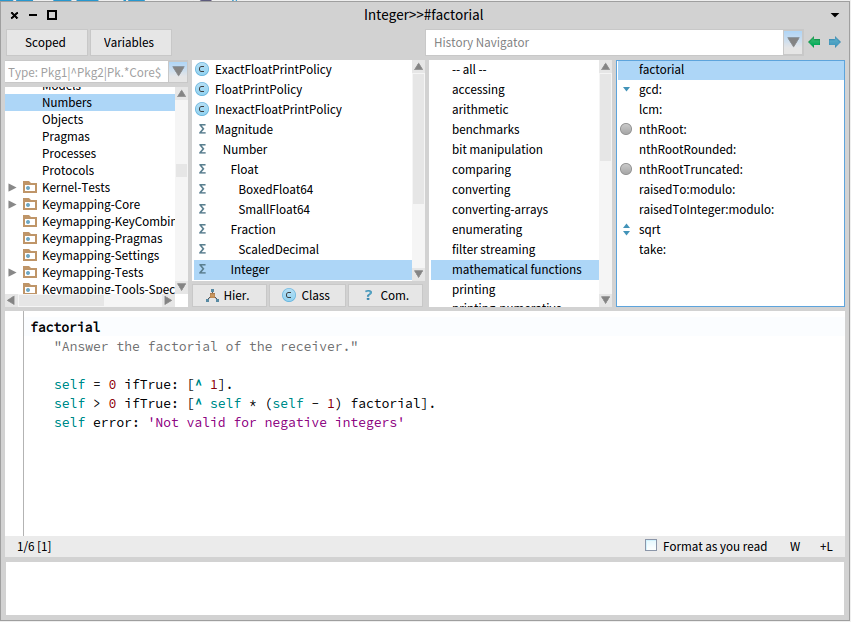 Integer>>#factorial
Scoped
Variables
History Navigator
Type: Pkg1|^Pkg2|Pk.*Core$
Models
Numbers
Objects
Pragmas
Processes
Protocols
Kernel-Tests
Keymapping-Core
Keymapping-KeyCombin
Keymapping-Pragmas
Keymapping-Settings
Keymapping-Tests
Keymapping-Tools-Spec
ExactFloatPrintPolicy
FloatPrintPolicy
InexactFloatPrintPolicy
Magnitude
Number
Float
BoxedFloat64
SmallFloat64
Fraction
ScaledDecimal
Integer
Hier.
Class
? Com.
-- all --
accessing
arithmetic
benchmarks
bit manipulation
comparing
converting
converting-arrays
enumerating
filter streaming
mathematical functions
printing
printing-numerative
factorial
gcd:
lcm:
nthRoot:
nthRootRounded:
nthRootTruncated:
raisedTo:modulo:
raisedToInteger:modulo:
sqrt
take:
factorial
"Answer the factorial of the receiver."
self = 0 ifTrue: [^ 1].
self > 0 ifTrue: [^ self * (self - 1) factorial].
self error: 'Not valid for negative integers'
1/6 [1]
Format as you read
W
+L